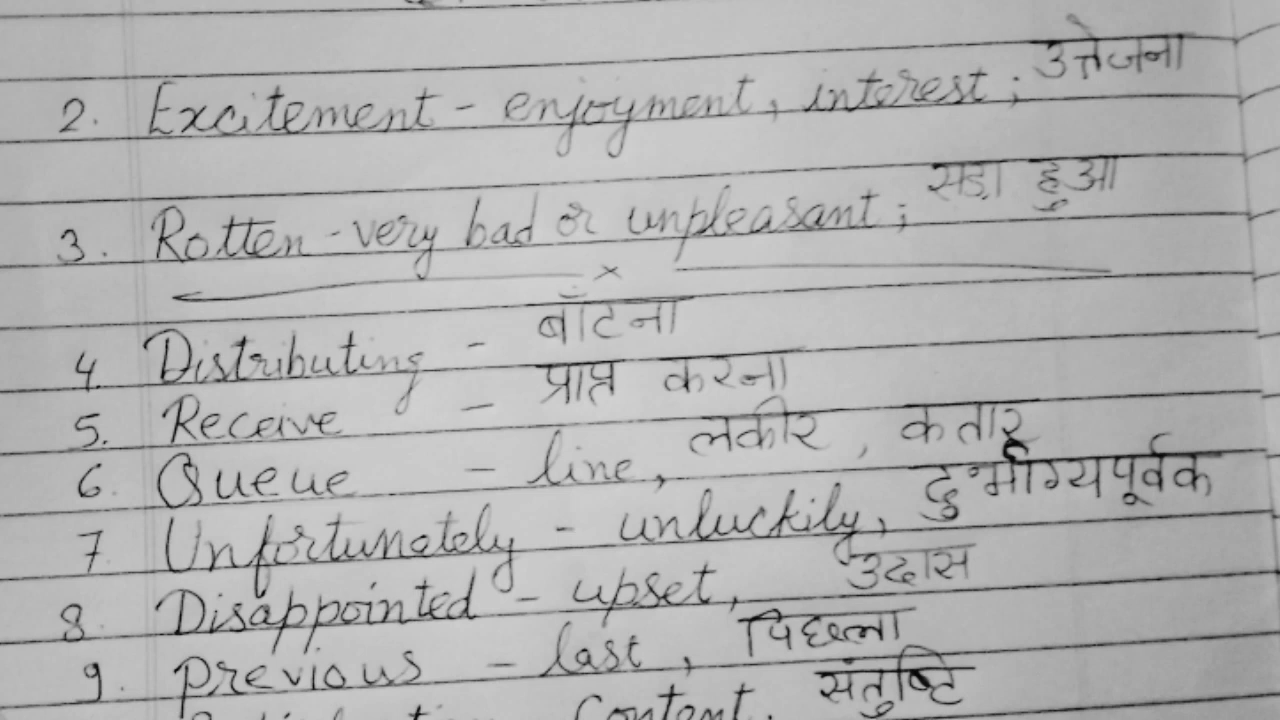 2. Excitement - enjoyment, interest; उत्तेजना
3. Rotten - very bad or unpleasant; सड़ा हुआ
4 Distributing - बाँटना
5. Receive - प्राप्त करना
6. Queue - line, लकीर, कतार
7. Unfortunately - unluckily, दुर्भाग्यपूर्वक
8. Disappointed - upset, उदास
9. Previous - last, पिछला
Content, संतुष्टि